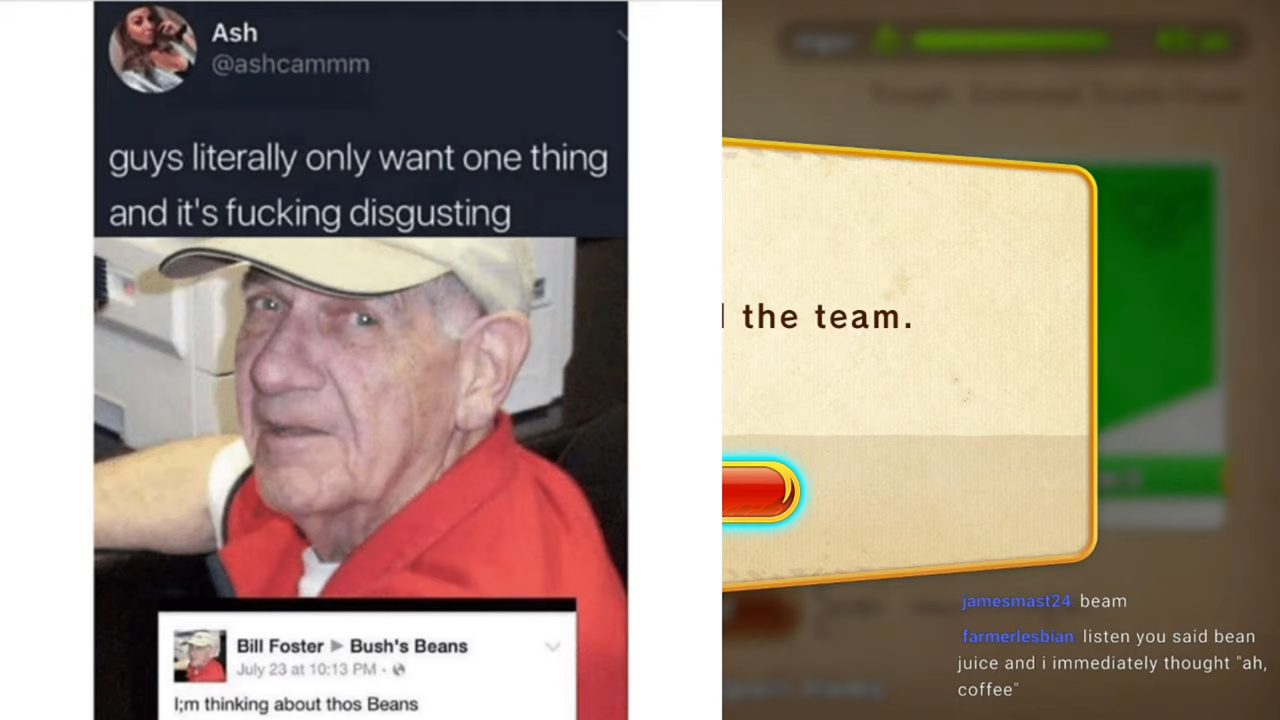 Ash
@ashcammm
guys literally only want one thing
and it's fucking disgusting
Bill Foster ▶ Bush's Beans
July 23 at 10:13 PM ·
I;m thinking about thos Beans
the team.
jamesmast24 beam
farmerlesbian listen you said bean
juice and i immediately thought "ah,
coffee"